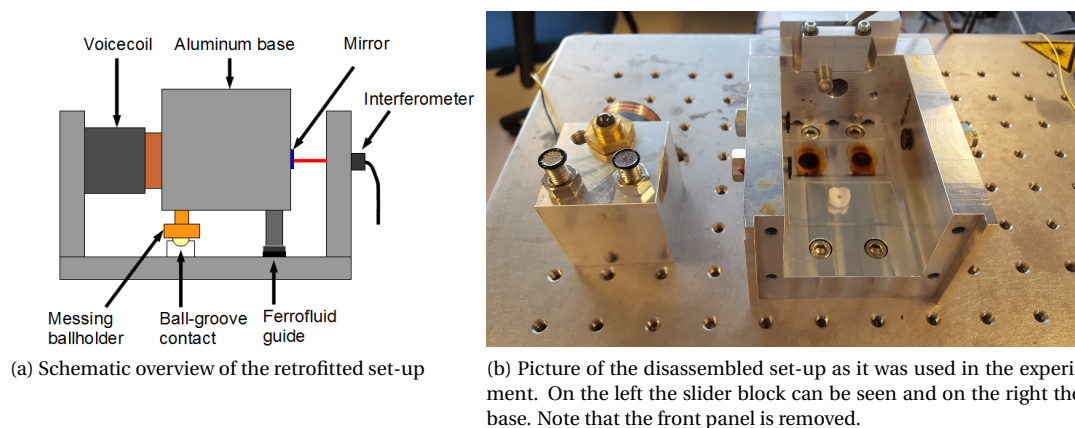 Voicecoil
Aluminum base
Mirror
Interferometer
Messing
ballholder
Ball-groove
contact
Ferrofluid
guide
(a) Schematic overview of the retrofitted set-up
(b) Picture of the disassembled set-up as it was used in the experi-
ment. On the left the slider block can be seen and on the right the
base. Note that the front panel is removed.